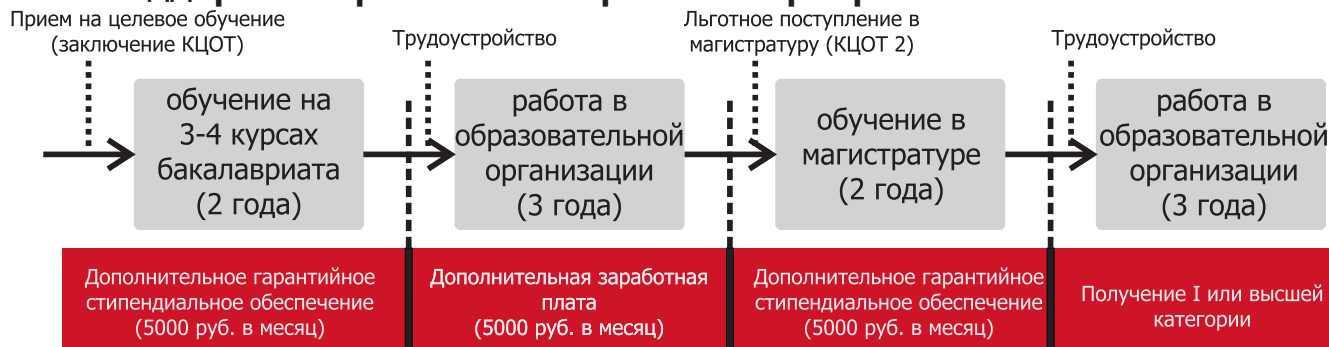 Прием на целевое обучение
(заключение КЦОТ)
Трудоустройство
Льготное поступление в
магистратуру (КЦОТ 2)
Трудоустройство
обучение на
3-4 курсах
бакалавриата
(2 года)
работа в
образовательной
организации
(3 года)
обучение в
магистратуре
(2 года)
работа в
образовательной
организации
(3 года)
Дополнительное гарантийное
стипендиальное обеспечение
(5000 руб. в месяц)
Дополнительная заработная
плата
(5000 руб. в месяц)
Дополнительное гарантийное
стипендиальное обеспечение
(5000 руб. в месяц)
Получение I или высшей
категории